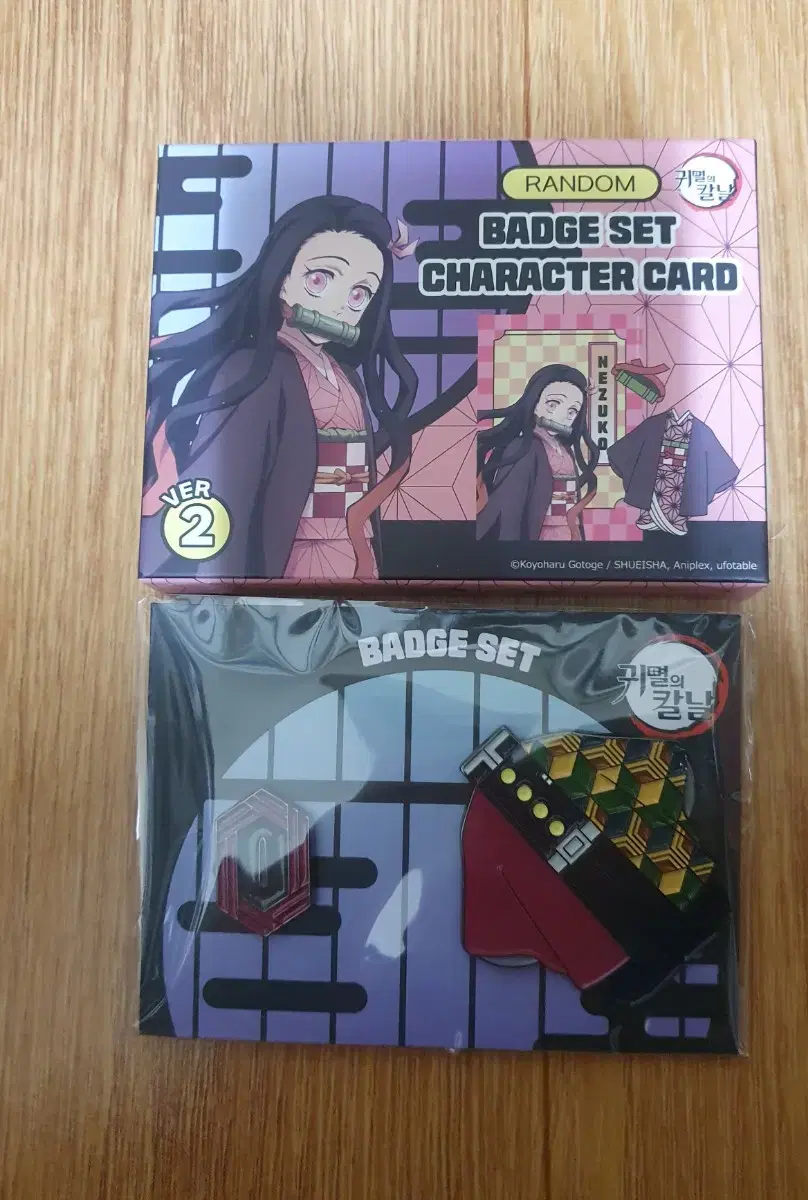 RANDOM
귀멸의
칼날
BADGE SET
CHARACTER CARD
NEZUKO
VER
2
©Koyoharu Gotoge / SHUEISHA, Aniplex, ufotable
BADGE SET
귀멸의
칼날